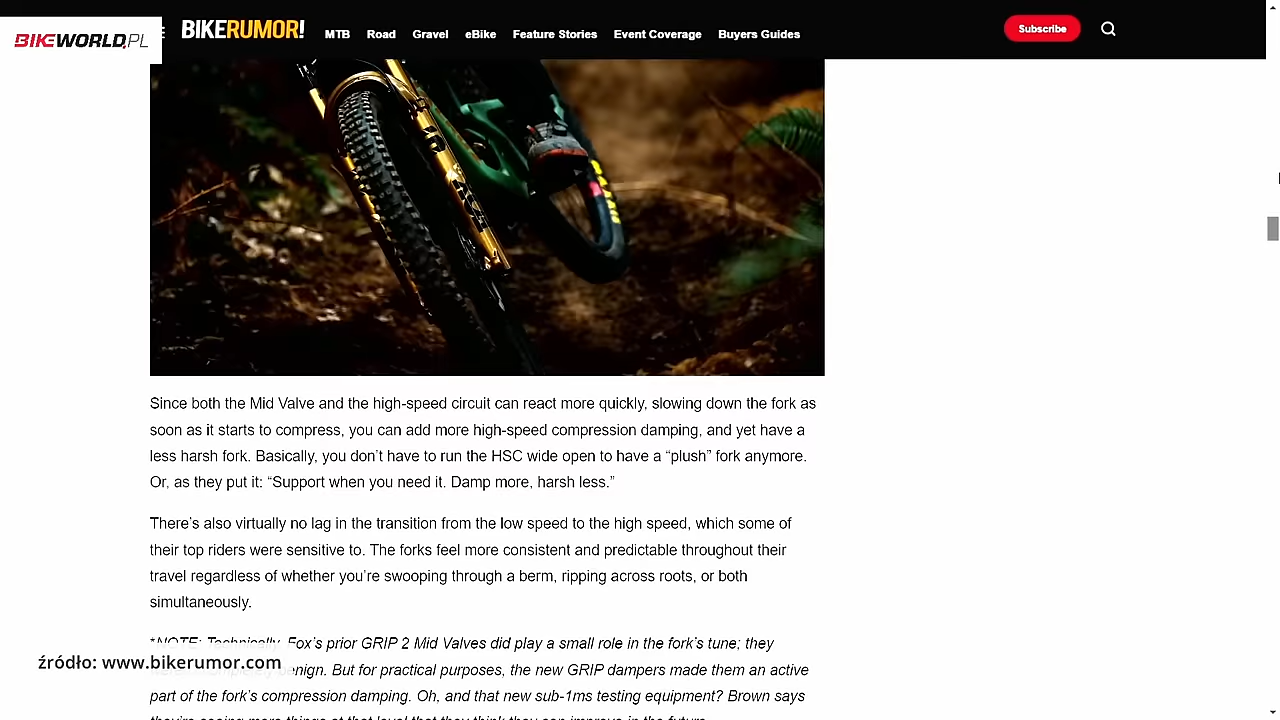 BIKEWORLD.PL
BIKERUMOR!
MTB Road Gravel eBike Feature Stories Event Coverage Buyers Guides
Subscribe
FOX
Since both the Mid Valve and the high-speed circuit can react more quickly, slowing down the fork as
soon as it starts to compress, you can add more high-speed compression damping, and yet have a
less harsh fork. Basically, you don’t have to run the HSC wide open to have a “plush” fork anymore.
Or, as they put it: “Support when you need it. Damp more, harsh less.”
There’s also virtually no lag in the transition from the low speed to the high speed, which some of
their top riders were sensitive to. The forks feel more consistent and predictable throughout their
travel regardless of whether you’re swooping through a berm, ripping across roots, or both
simultaneously.
*NOTE: Technically, Fox’s prior GRIP 2 Mid Valves did play a small role in the fork’s tune; they
benign. But for practical purposes, the new GRIP dampers made them an active
źródło: www.bikerumor.com
part of the fork’s compression damping. Oh, and that new sub-1ms testing equipment? Brown says